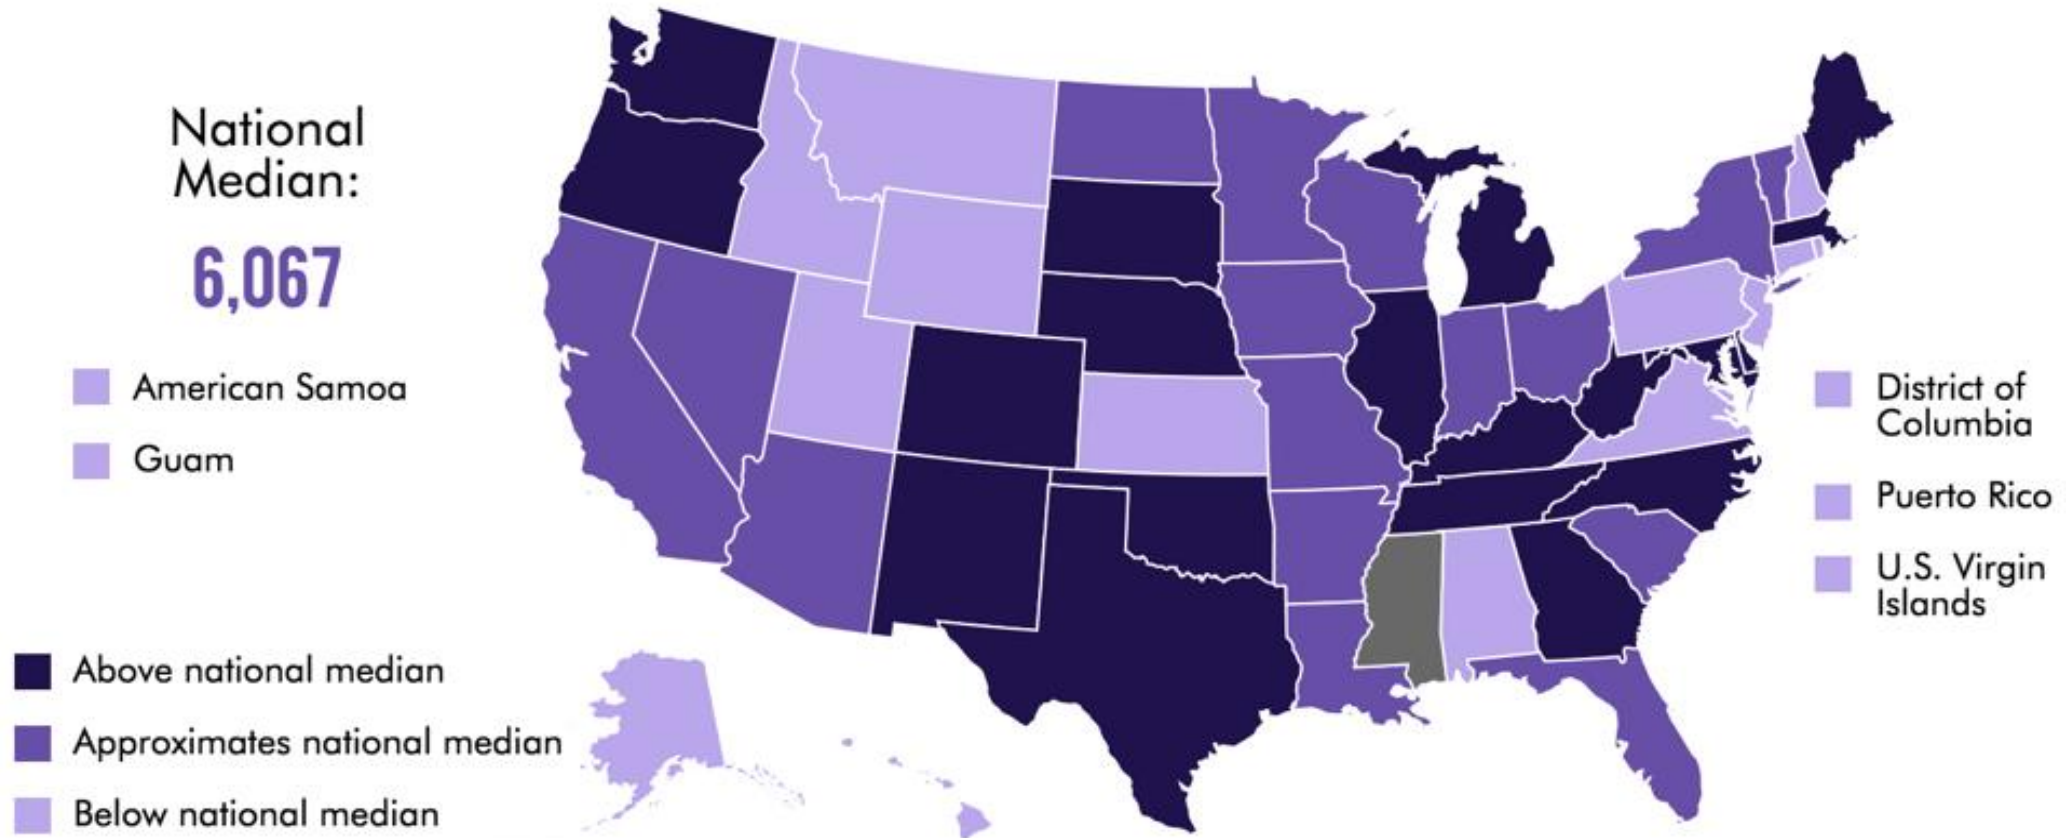 National
Median:
6,067
American Samoa
Guam
Above national median
Approximates national median
Below national median
District of
Columbia
Puerto Rico
U.S. Virgin
Islands